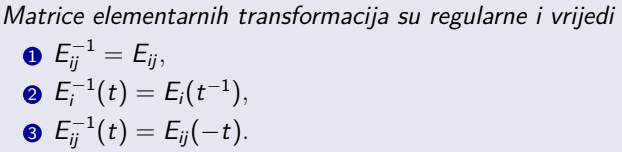 Matrice elementarnih transformacija su regularne i vrijedi
1 E_{ij}^{-1} = E_{ij},
2 E_i^{-1}(t) = E_i(t^{-1}),
3 E_{ij}^{-1}(t) = E_{ij}(-t).